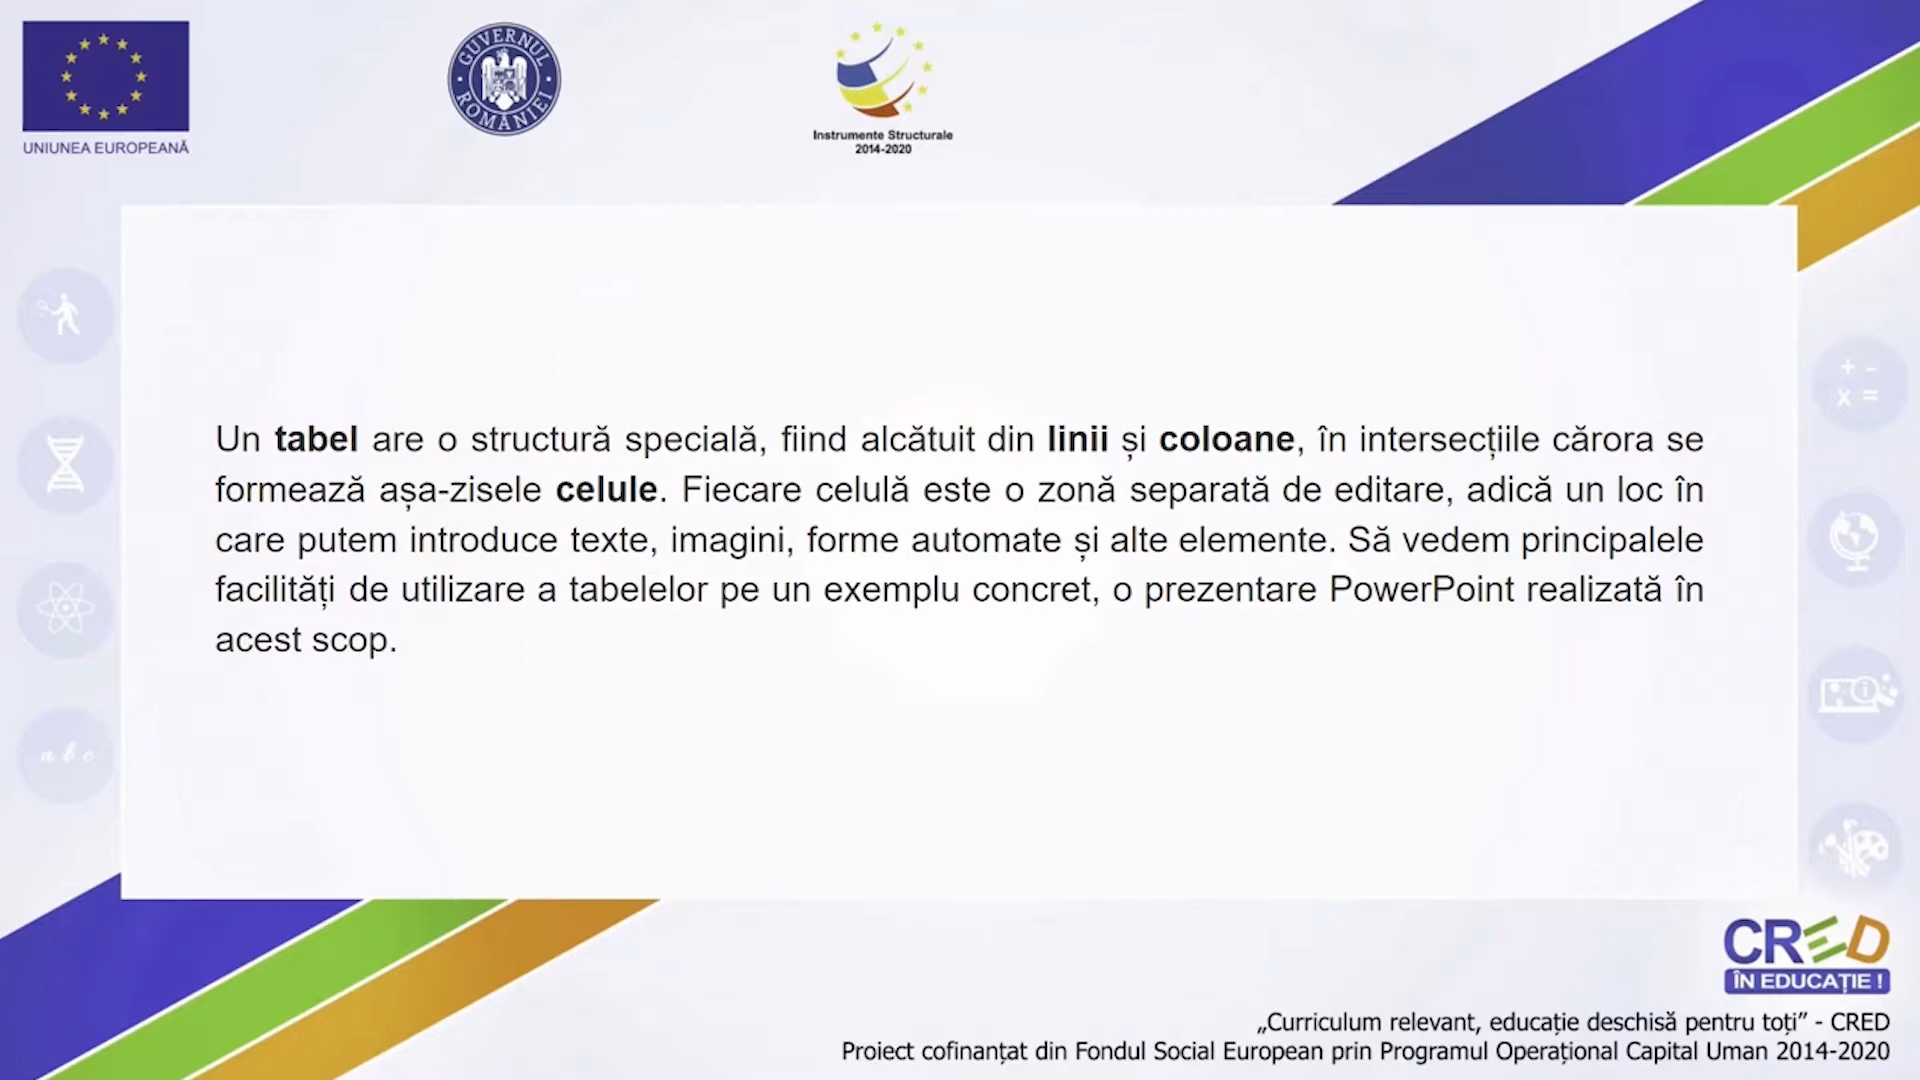 UNIUNEA EUROPEANĂ
GUVERNUL ROMÂNIEI
Instrumente Structurale
2014-2020
Un tabel are o structură specială, fiind alcătuit din linii și coloane, în intersecțiile cărora se
formează așa-zisele celule. Fiecare celulă este o zonă separată de editare, adică un loc în
care putem introduce texte, imagini, forme automate și alte elemente. Să vedem principalele
facilități de utilizare a tabelelor pe un exemplu concret, o prezentare PowerPoint realizată în
acest scop.
+ -
x =
a b c
CRED
ÎN EDUCAȚIE !
„Curriculum relevant, educație deschisă pentru toți” - CRED
Proiect cofinanțat din Fondul Social European prin Programul Operațional Capital Uman 2014-2020